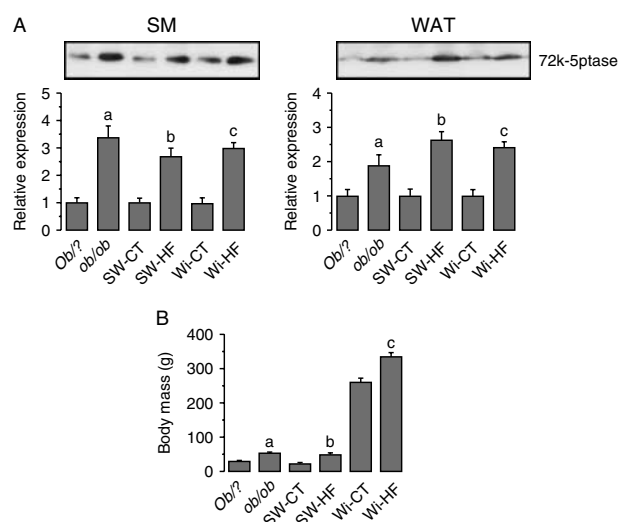 A
SM
WAT
72k-5ptase
Relative expression
5
4
3
2
1
0
a
b
c
Ob/?
ob/ob
SW-CT
SW-HF
Wi-CT
Wi-HF
Relative expression
4
3
2
1
0
a
b
c
Ob/?
ob/ob
SW-CT
SW-HF
Wi-CT
Wi-HF
B
Body mass (g)
400
300
200
100
0
a
b
c
Ob/?
ob/ob
SW-CT
SW-HF
Wi-CT
Wi-HF